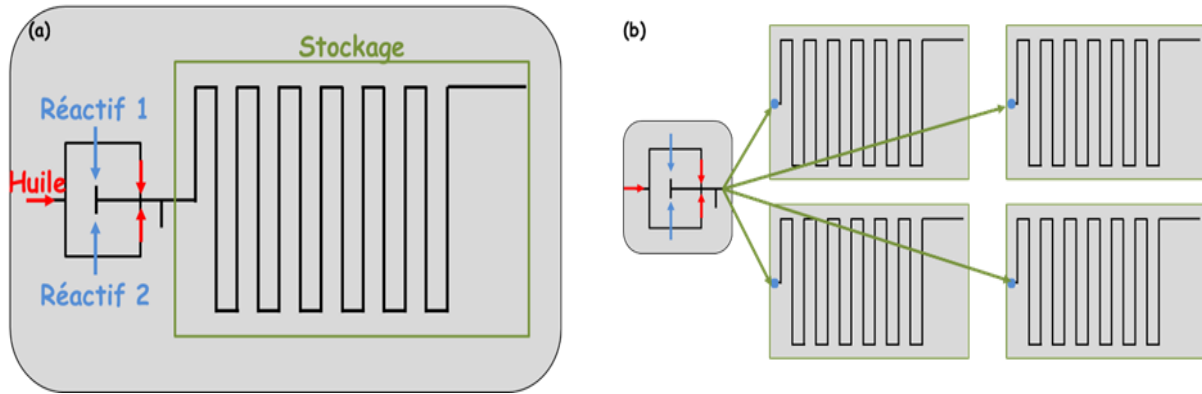 (a)
Stockage
Réactif 1
Huile
Réactif 2
(b)